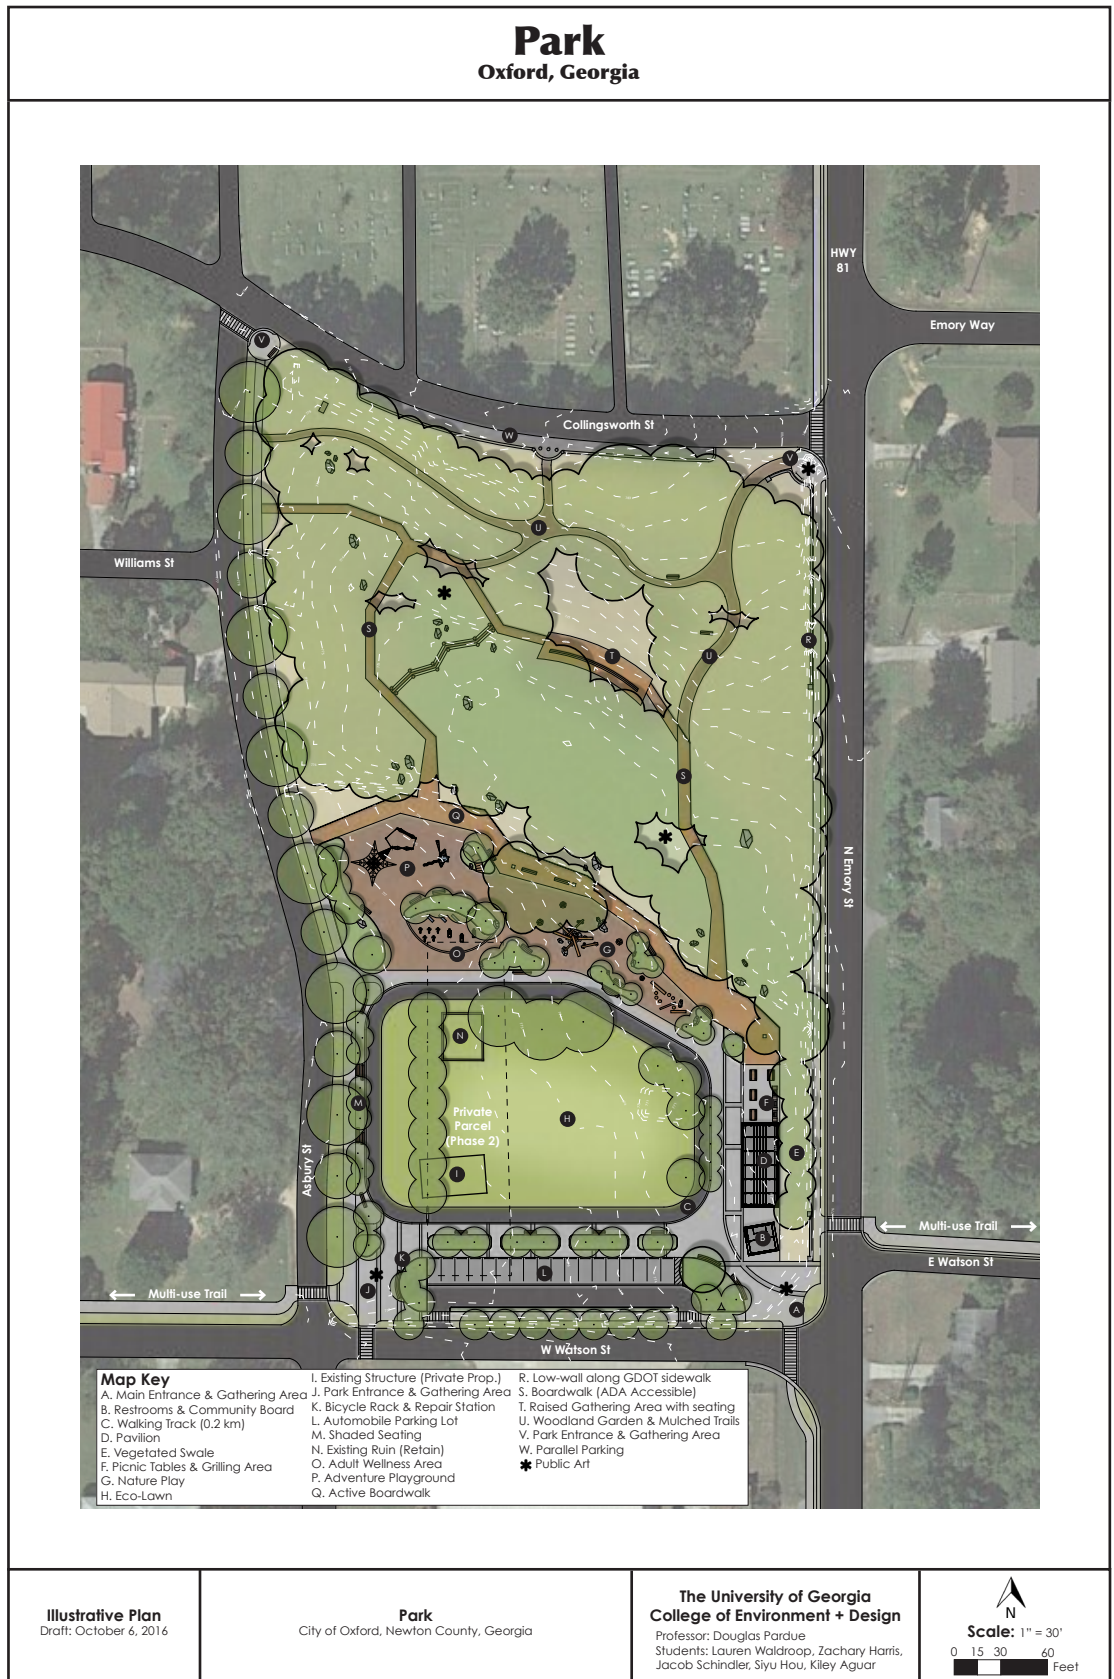 Park
Oxford, Georgia
HWY
81
Emory Way
V
Collingsworth St
W
V
U
Williams St
S
R
T
U
S
Q
N Emory St
P
G
O
N
F
M
Private
Parcel
(Phase 2)
H
E
D
Asbury St
I
C
Multi-use Trail
B
K
E Watson St
L
J
Multi-use Trail
A
W Watson St
Map Key
A. Main Entrance & Gathering Area
B. Restrooms & Community Board
C. Walking Track (0.2 km)
D. Pavilion
E. Vegetated Swale
F. Picnic Tables & Grilling Area
G. Nature Play
H. Eco-Lawn
I. Existing Structure (Private Prop.)
J. Park Entrance & Gathering Area
K. Bicycle Rack & Repair Station
L. Automobile Parking Lot
M. Shaded Seating
N. Existing Ruin (Retain)
O. Adult Wellness Area
P. Adventure Playground
Q. Active Boardwalk
R. Low-wall along GDOT sidewalk
S. Boardwalk (ADA Accessible)
T. Raised Gathering Area with seating
U. Woodland Garden & Mulched Trails
V. Park Entrance & Gathering Area
W. Parallel Parking
Public Art
Illustrative Plan
Draft: October 6, 2016
Park
City of Oxford, Newton County, Georgia
The University of Georgia
College of Environment + Design
Professor: Douglas Pardue
Students: Lauren Waldroop, Zachary Harris,
Jacob Schindler, Siyu Hou, Kiley Aguar
N
Scale: 1" = 30'
0 15 30 60
Feet